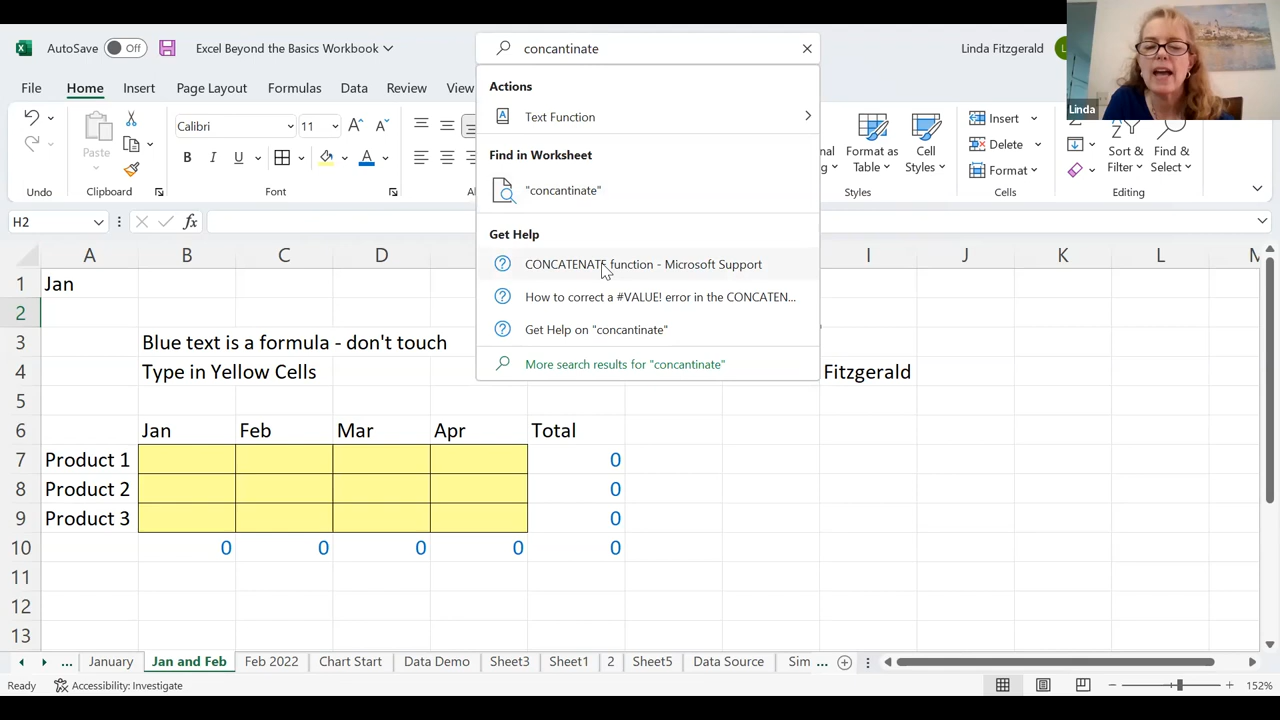 AutoSave Off Excel Beyond the Basics Workbook concantinate Linda Fitzgerald
Linda
File Home Insert Page Layout Formulas Data Review View
Actions
Text Function
Find in Worksheet
"concantinate"
Get Help
CONCATENATE function - Microsoft Support
How to correct a #VALUE! error in the CONCATEN...
Get Help on "concantinate"
More search results for "concantinate"
Paste
Calibri 11
B I U
Format as Table
Cell Styles
Insert
Delete
Format
Sort & Filter
Find & Select
Undo Clipboard Font Styles Cells Editing
H2 fx
A B C D I J K L
1 Jan
2
3 Blue text is a formula - don't touch
4 Type in Yellow Cells Fitzgerald
5
6 Jan Feb Mar Apr Total
7 Product 1 0
8 Product 2 0
9 Product 3 0
10 0 0 0 0 0
11
12
13
... January Jan and Feb Feb 2022 Chart Start Data Demo Sheet3 Sheet1 2 Sheet5 Data Source Sim ...
Ready Accessibility: Investigate 152%